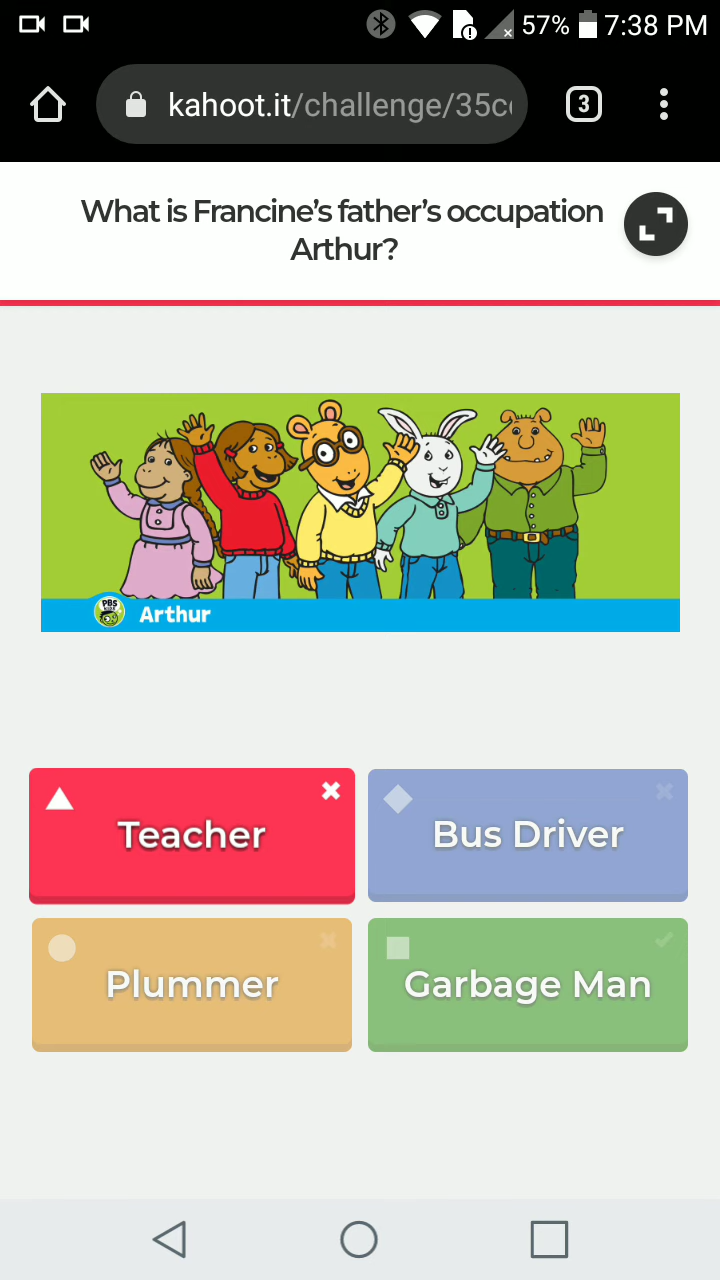 57% 7:38 PM
kahoot.it/challenge/35c
3
What is Francine's father's occupation
Arthur?
PBS
Arthur
Teacher
Bus Driver
Plummer
Garbage Man